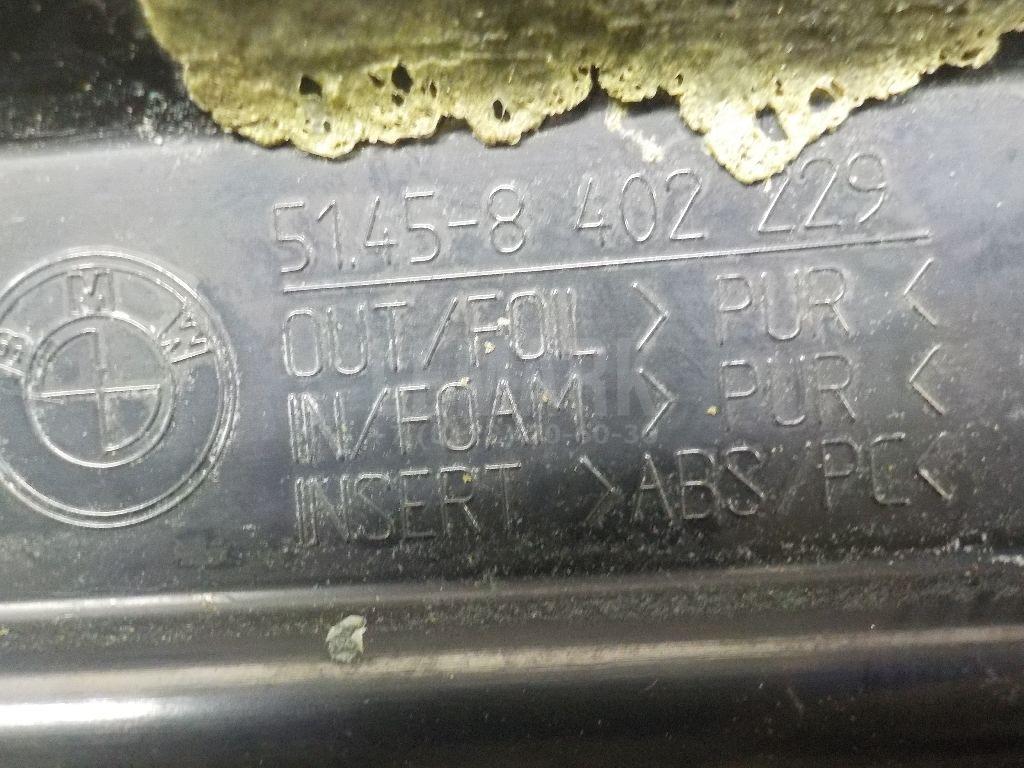 51.45-8 402 229
BMW
OUT/FOIL > PUR <
IN/FOAM > PUR <
INSERT >ABS/PC<